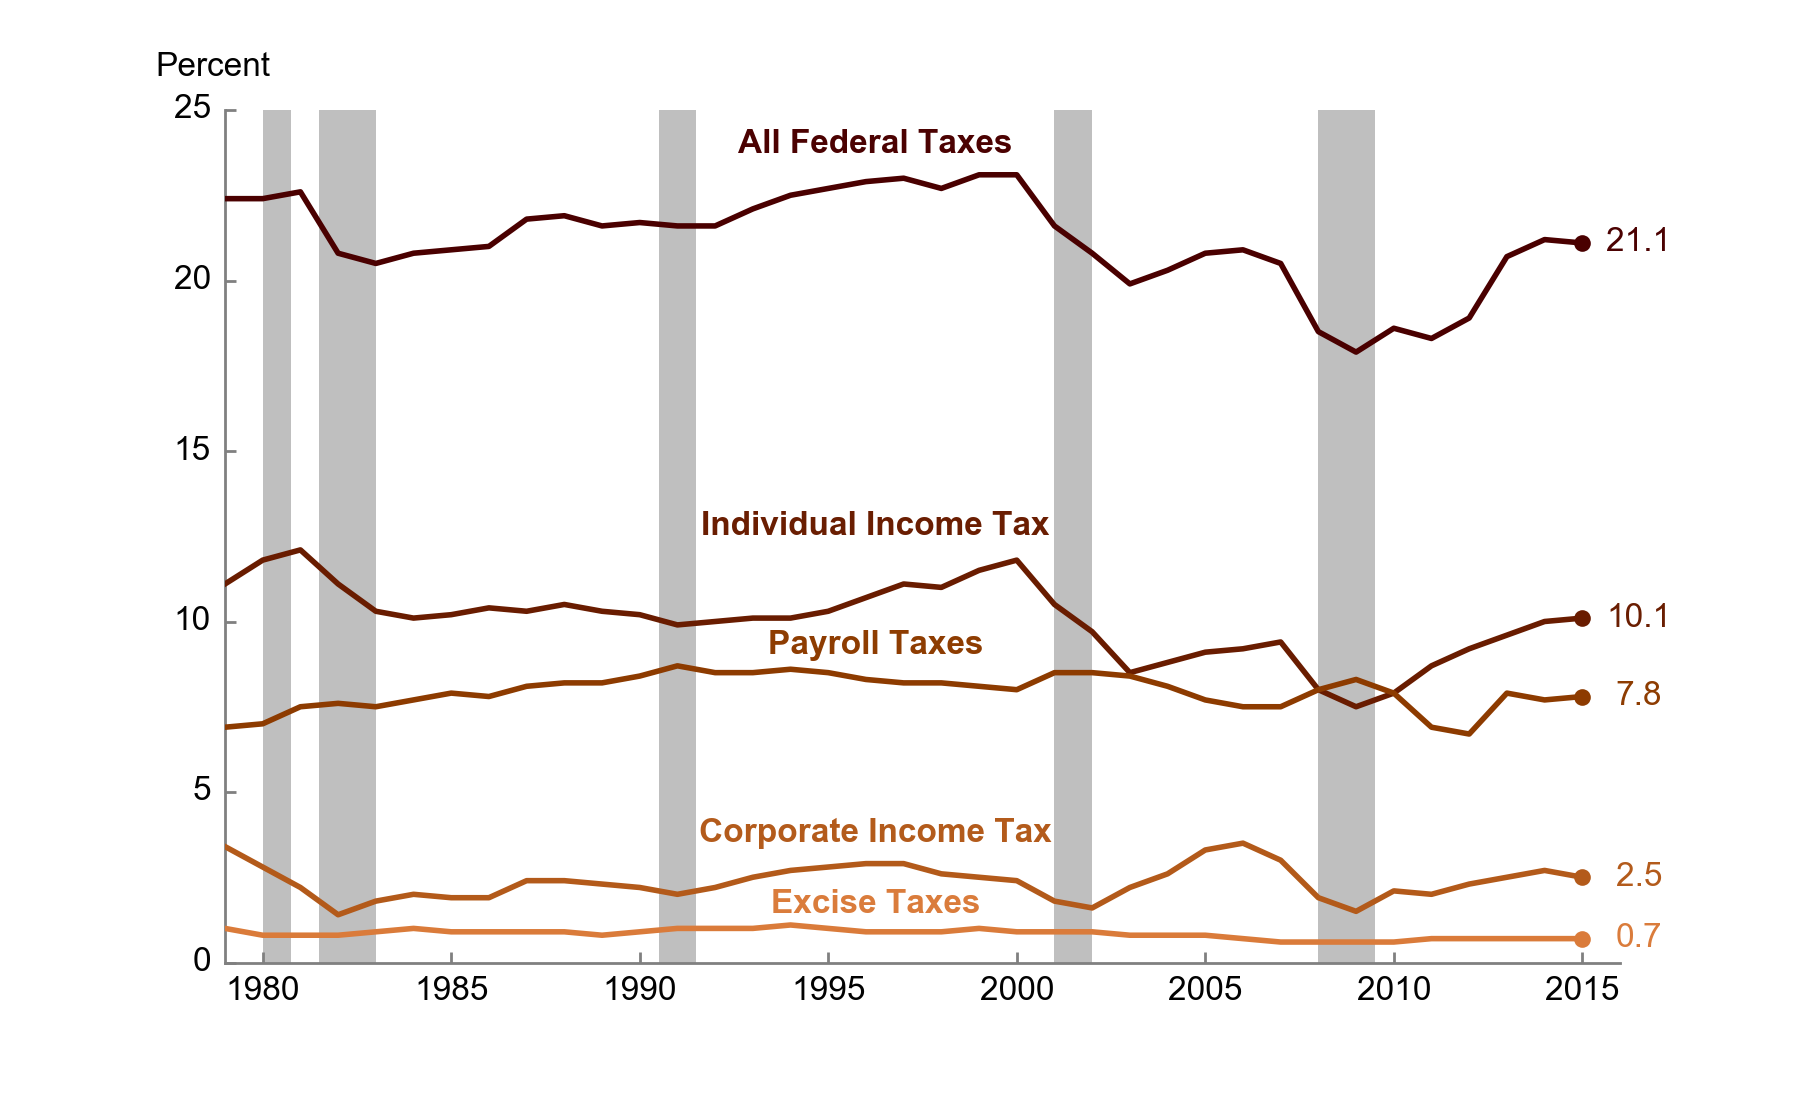 Percent
25
All Federal Taxes
21.1
20
15
Individual Income Tax
10
10.1
Payroll Taxes
7.8
5
Corporate Income Tax
2.5
Excise Taxes
0.7
0
1980 1985 1990 1995 2000 2005 2010 2015